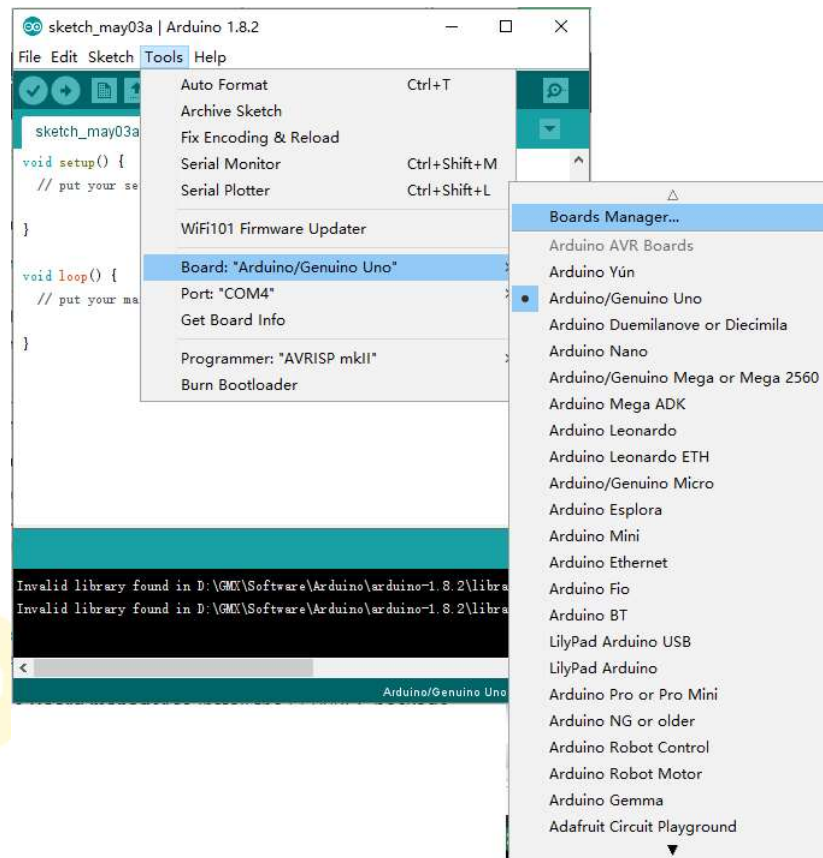 sketch_may03a | Arduino 1.8.2
File Edit Sketch Tools Help
sketch_may03a
void setup() {
// put your se
}
void loop() {
// put your ma
}
Auto Format Ctrl+T
Archive Sketch
Fix Encoding & Reload
Serial Monitor Ctrl+Shift+M
Serial Plotter Ctrl+Shift+L
WiFi101 Firmware Updater
Board: "Arduino/Genuino Uno"
Port: "COM4"
Get Board Info
Programmer: "AVRISP mkII"
Burn Bootloader
Boards Manager...
Arduino AVR Boards
Arduino Yún
Arduino/Genuino Uno
Arduino Duemilanove or Diecimila
Arduino Nano
Arduino/Genuino Mega or Mega 2560
Arduino Mega ADK
Arduino Leonardo
Arduino Leonardo ETH
Arduino/Genuino Micro
Arduino Esplora
Arduino Mini
Arduino Ethernet
Arduino Fio
Arduino BT
LilyPad Arduino USB
LilyPad Arduino
Arduino Pro or Pro Mini
Arduino NG or older
Arduino Robot Control
Arduino Robot Motor
Arduino Gemma
Adafruit Circuit Playground
Invalid library found in D:\GMX\Software\Arduino\arduino-1.8.2\libra
Invalid library found in D:\GMX\Software\Arduino\arduino-1.8.2\libra
Arduino/Genuino Uno